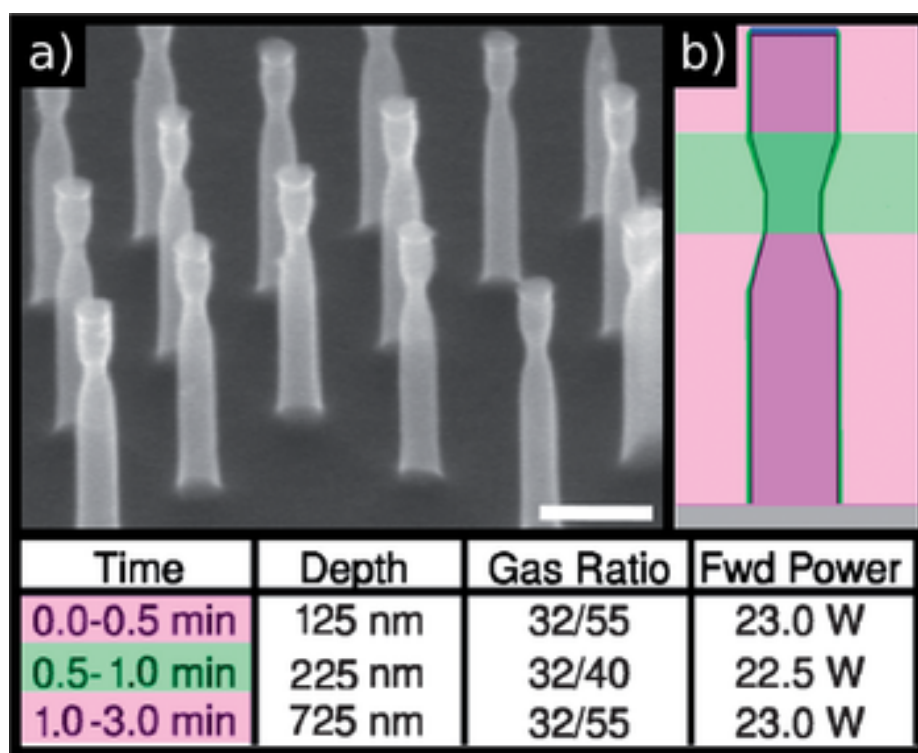 a) b)
Time Depth Gas Ratio Fwd Power
0.0-0.5 min 125 nm 32/55 23.0 W
0.5-1.0 min 225 nm 32/40 22.5 W
1.0-3.0 min 725 nm 32/55 23.0 W